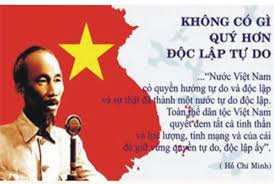 KHÔNG CÓ GÌ
QUÝ HƠN
ĐỘC LẬP TỰ DO
..."Nước Việt Nam
có quyền hưởng tự do và độc lập
và sự thật đã thành một nước tự do độc lập.
Toàn thể dân tộc Việt Nam
quyết đem tất cả tinh thần
và lực lượng, tính mạng và của cải
để giữ vững quyền tự do, độc lập ấy".
( Hồ Chí Minh )